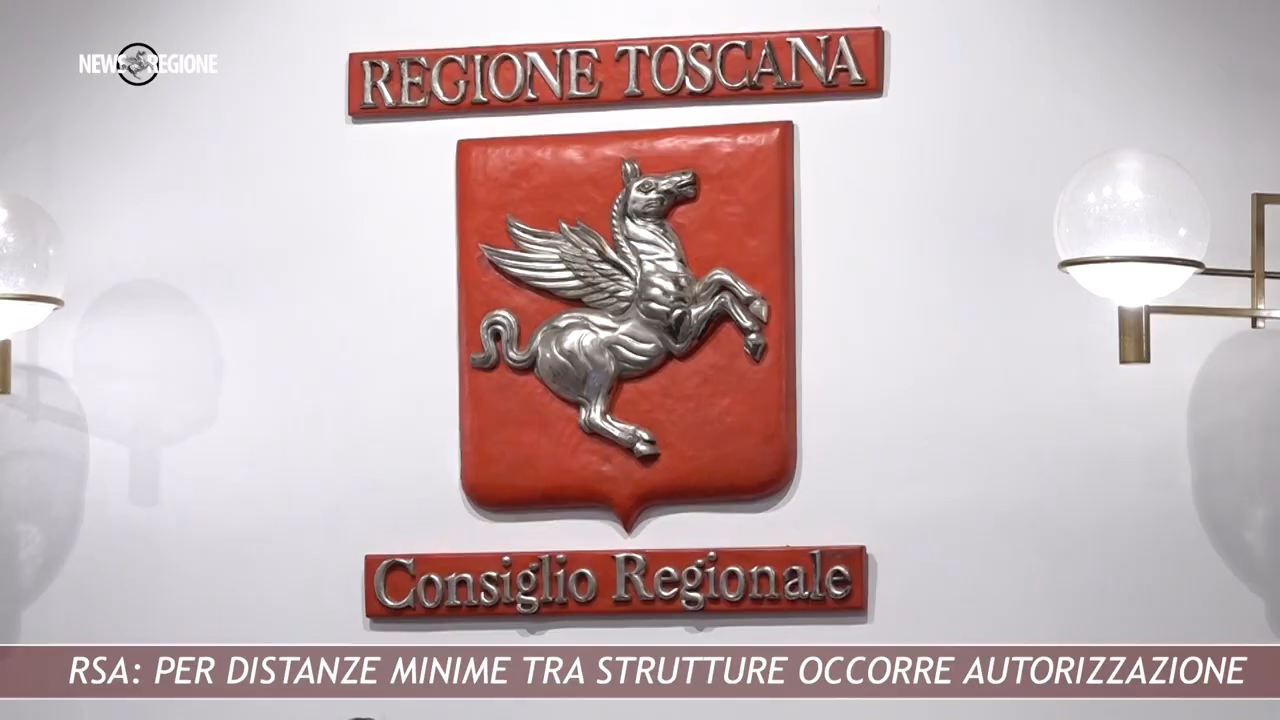 NEWS REGIONE
REGIONE TOSCANA
Consiglio Regionale
RSA: PER DISTANZE MINIME TRA STRUTTURE OCCORRE AUTORIZZAZIONE